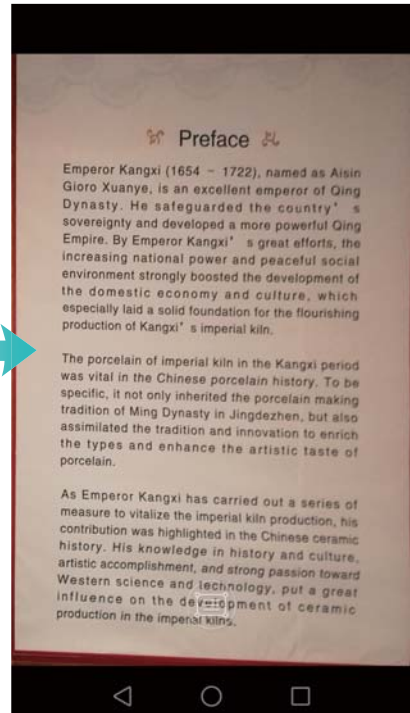 Preface
Emperor Kangxi (1654 - 1722), named as Aisin
Gioro Xuanye, is an excellent emperor of Qing
Dynasty. He safeguarded the country' s
sovereignty and developed a more powerful Qing
Empire. By Emperor Kangxi' s great efforts, the
increasing national power and peaceful social
environment strongly boosted the development of
the domestic economy and culture, which
especially laid a solid foundation for the flourishing
production of Kangxi' s imperial kiln.
The porcelain of imperial kiln in the Kangxi period
was vital in the Chinese porcelain history. To be
specific, it not only inherited the porcelain making
tradition of Ming Dynasty in Jingdezhen, but also
assimilated the tradition and innovation to enrich
the types and enhance the artistic taste of
porcelain.
As Emperor Kangxi has carried out a series of
measure to vitalize the imperial kiln production, his
contribution was highlighted in the Chinese ceramic
history. His knowledge in history and culture,
artistic accomplishment, and strong passion toward
Western science and technology, put a great
influence on the development of ceramic
production in the imperial kilns.